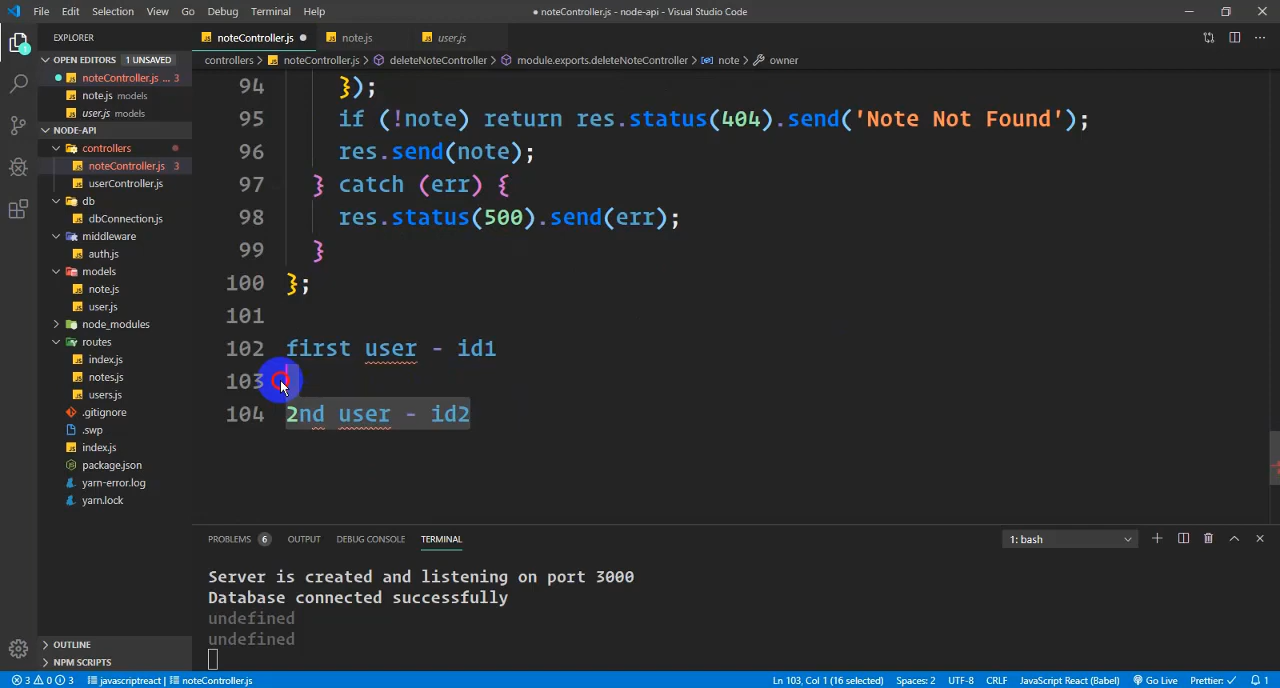 File Edit Selection View Go Debug Terminal Help
● noteController.js - node-api - Visual Studio Code
EXPLORER
noteController.js ●
note.js
user.js
OPEN EDITORS 1 UNSAVED
controllers > noteController.js > deleteNoteController > module.exports.deleteNoteController > note > owner
noteController.js ... 3
note.js models
user.js models
NODE-API
controllers
noteController.js 3
userController.js
db
dbConnection.js
middleware
auth.js
models
note.js
user.js
node_modules
routes
index.js
notes.js
users.js
.gitignore
.swp
index.js
package.json
yarn-error.log
yarn.lock
OUTLINE
NPM SCRIPTS
94 });
95 if (!note) return res.status(404).send('Note Not Found');
96 res.send(note);
97 } catch (err) {
98 res.status(500).send(err);
99 }
100 };
101
102 first user - id1
103
104 2nd user - id2
PROBLEMS 6 OUTPUT DEBUG CONSOLE TERMINAL
1: bash
Server is created and listening on port 3000
Database connected successfully
undefined
undefined
3 0 3 javascriptreact | noteController.js
Ln 103, Col 1 (16 selected) Spaces: 2 UTF-8 CRLF JavaScript React (Babel) Go Live Prettier: ✓ 1